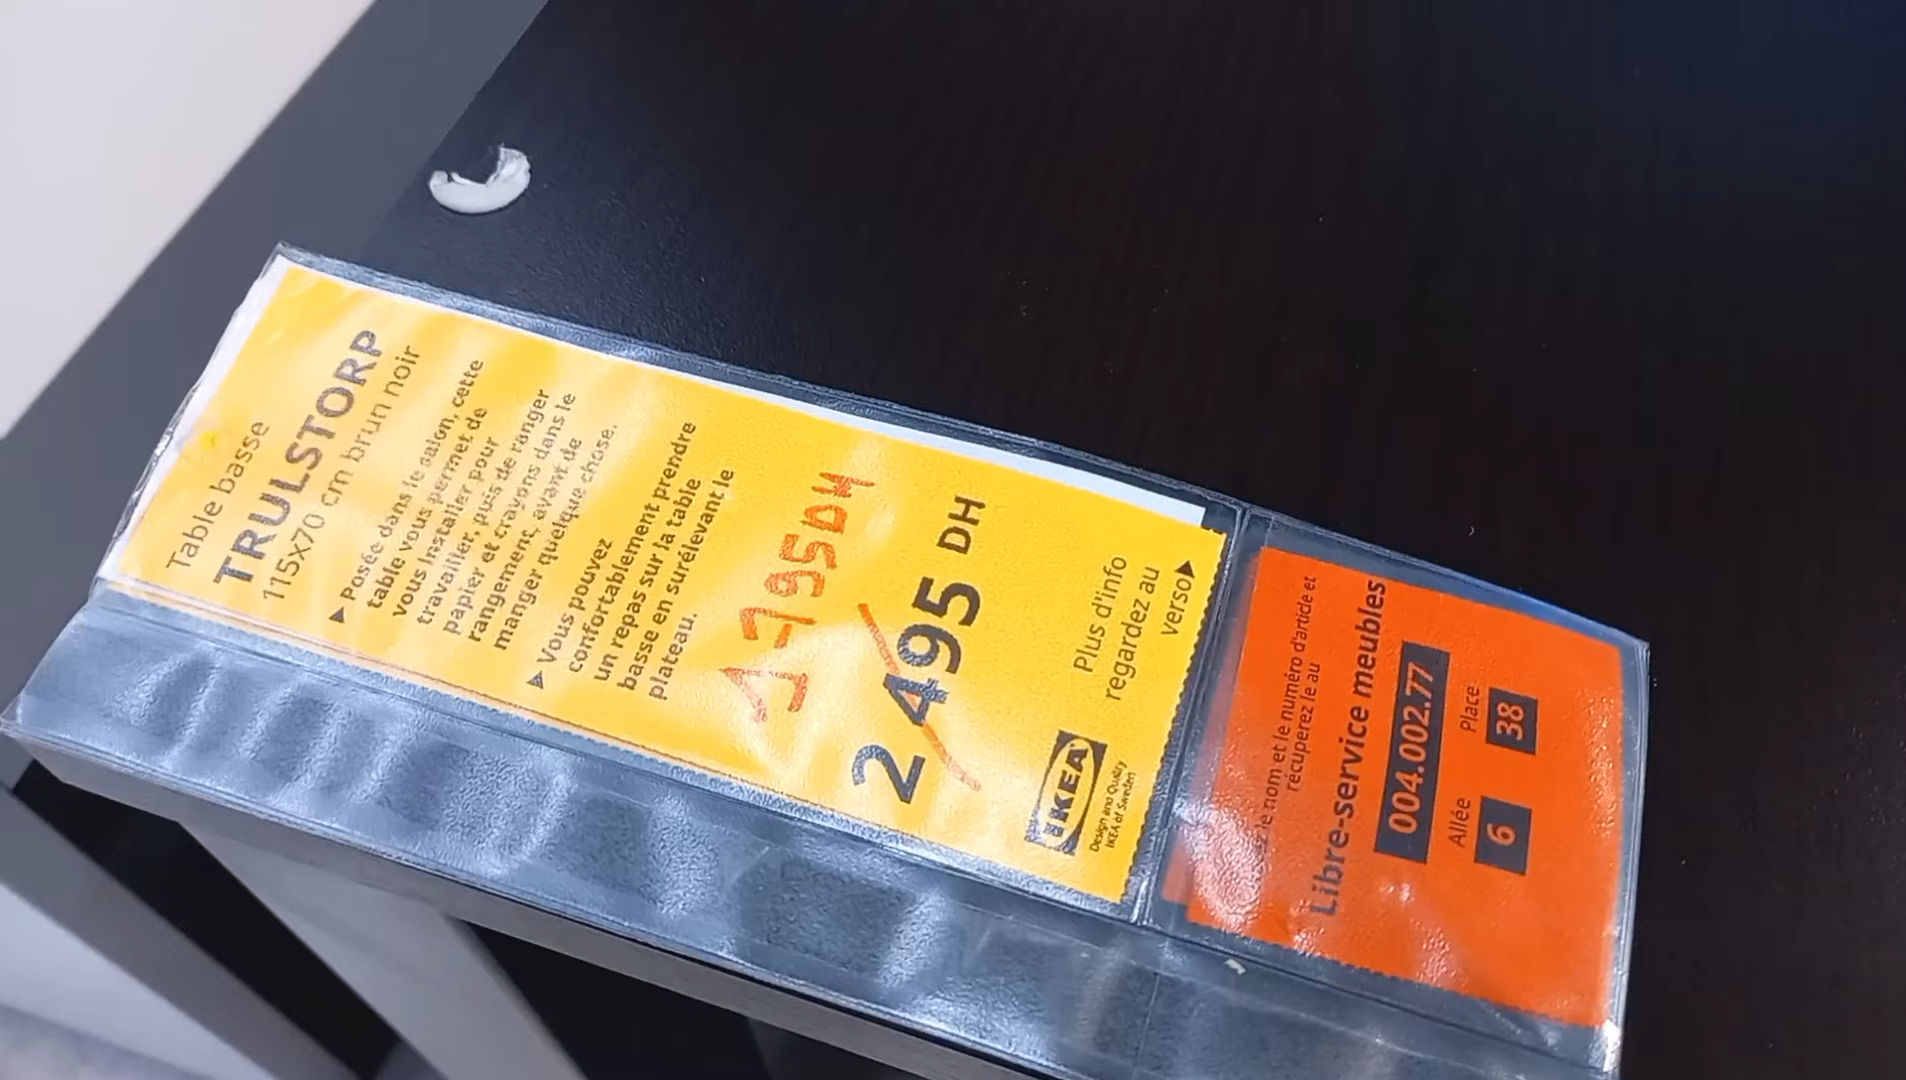 Table basse
TRULSTORP
115x70 cm brun noir
▶ Posée dans le salon, cette
table vous permet de
vous installer pour
travailler, puis de ranger
papier et crayons dans le
rangement, avant de
manger quelque chose.
▶ Vous pouvez
confortablement prendre
un repas sur la table
basse en surélevant le
plateau.
1795DH
2 495 DH
IKEA
Design and Quality
IKEA of Sweden
Plus d'info
regardez au
verso▶
le nom et le numéro d'article et
récuperez le au
Libre-service meubles
004.002.77
Allée Place
6 38